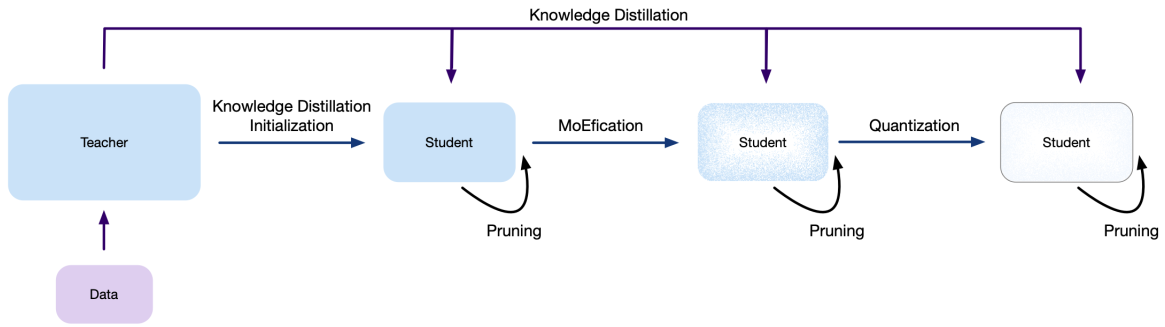 Knowledge Distillation
Teacher
Knowledge Distillation
Initialization
Student
MoEfication
Student
Quantization
Student
Pruning
Pruning
Pruning
Data